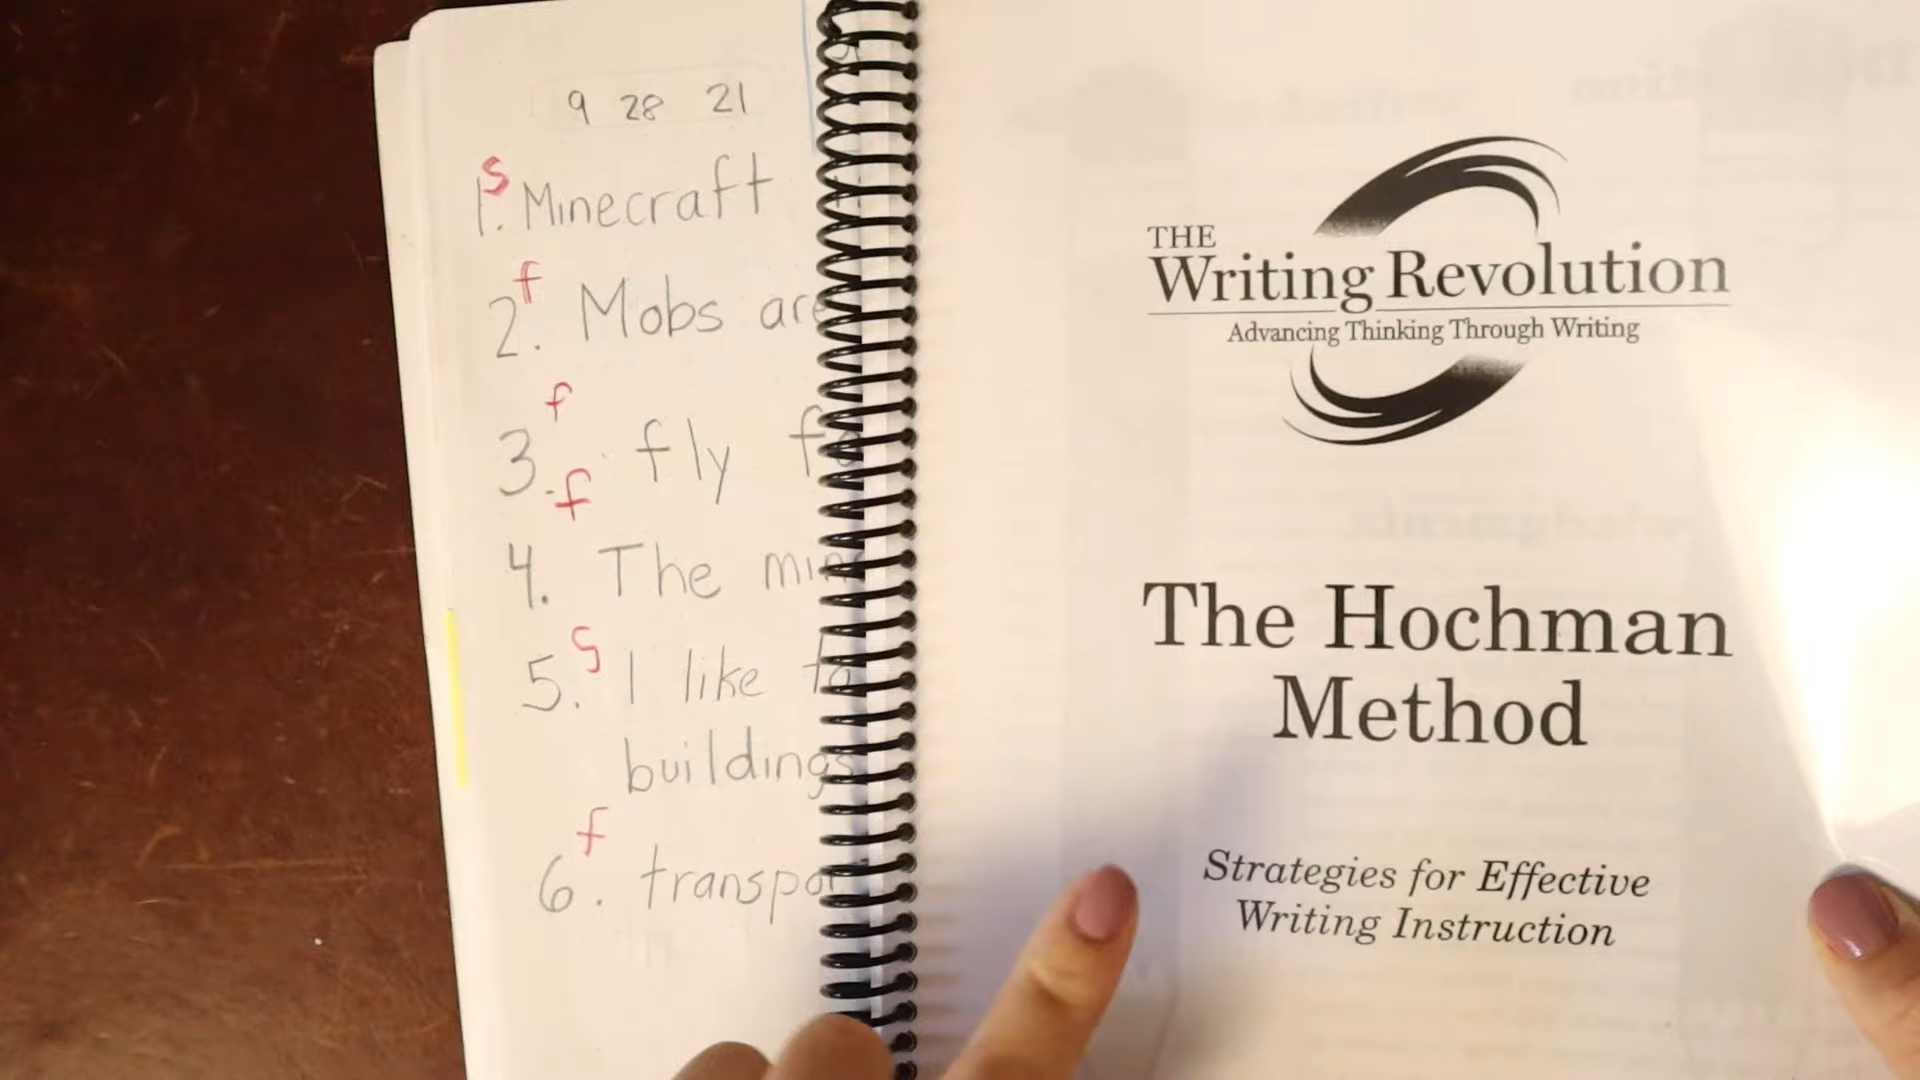 9 28 21
s
1. Minecraft
f
2. Mobs are
f
3. fly
f
4. The
s
5. I like
buildings
f
6.
THE
Writing Revolution
Advancing Thinking Through Writing
The Hochman
Method
Strategies for Effective
Writing Instruction